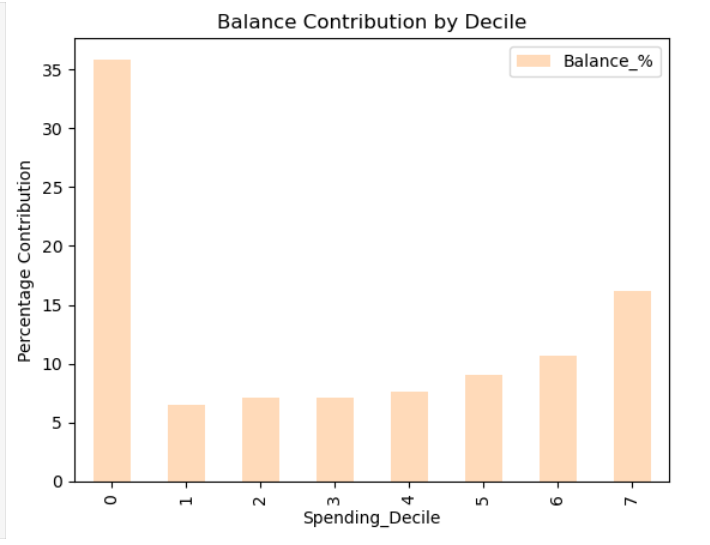 Balance Contribution by Decile
Balance_%
Percentage Contribution
35
30
25
20
15
10
5
0
0 1 2 3 4 5 6 7
Spending_Decile